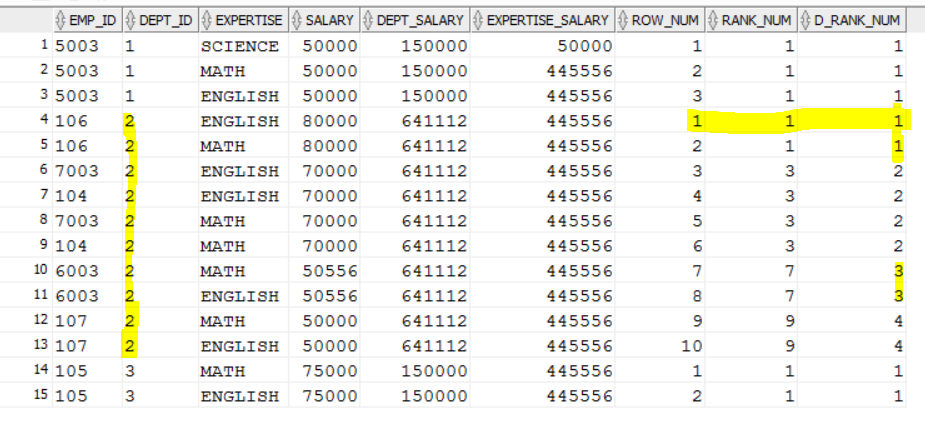 EMP_ID DEPT_ID EXPERTISE SALARY DEPT_SALARY EXPERTISE_SALARY ROW_NUM RANK_NUM D_RANK_NUM
1 5003 1 SCIENCE 50000 150000 50000 1 1 1
2 5003 1 MATH 50000 150000 445556 2 1 1
3 5003 1 ENGLISH 50000 150000 445556 3 1 1
4 106 2 ENGLISH 80000 641112 445556 1 1 1
5 106 2 MATH 80000 641112 445556 2 1 1
6 7003 2 ENGLISH 70000 641112 445556 3 3 2
7 104 2 ENGLISH 70000 641112 445556 4 3 2
8 7003 2 MATH 70000 641112 445556 5 3 2
9 104 2 MATH 70000 641112 445556 6 3 2
10 6003 2 MATH 50556 641112 445556 7 7 3
11 6003 2 ENGLISH 50556 641112 445556 8 7 3
12 107 2 MATH 50000 641112 445556 9 9 4
13 107 2 ENGLISH 50000 641112 445556 10 9 4
14 105 3 MATH 75000 150000 445556 1 1 1
15 105 3 ENGLISH 75000 150000 445556 2 1 1